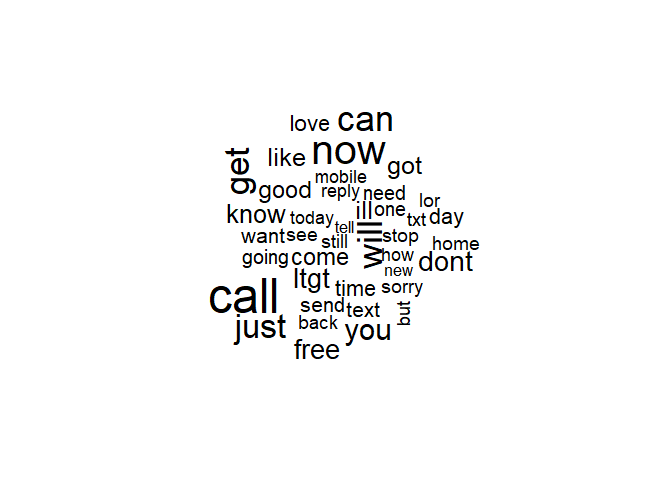 love can
get like now got
mobile
good reply need lor
know today ill one txt day
want see tell still will stop home
going come how dont
ltgt new
call time sorry
just send text but
back you
free